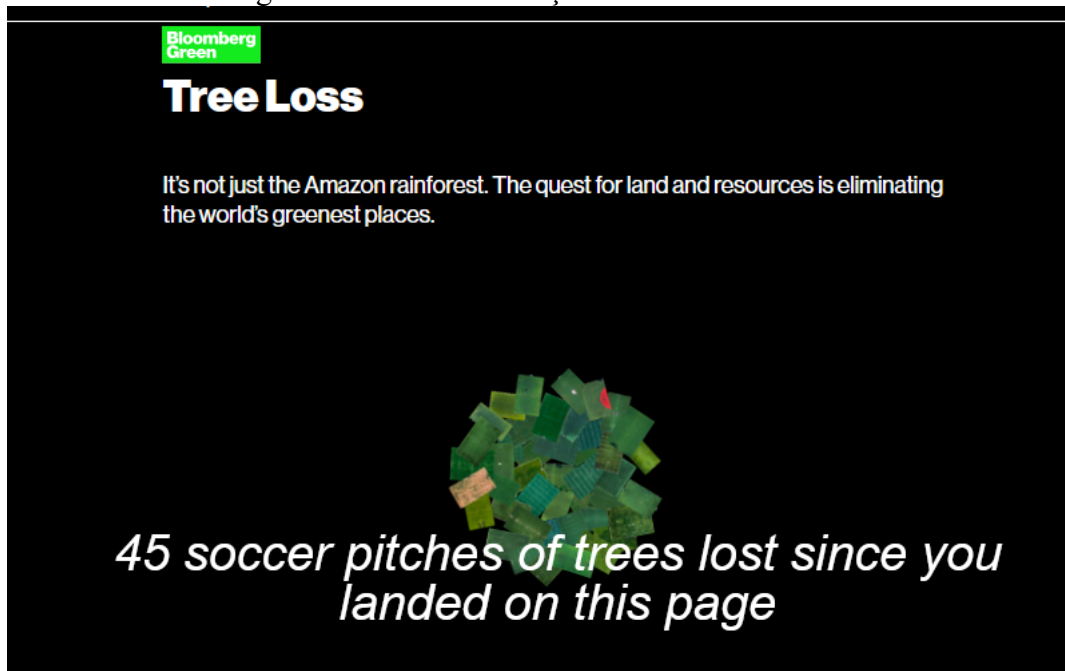 Bloomberg
Green
Tree Loss
It's not just the Amazon rainforest. The quest for land and resources is eliminating
the world's greenest places.
45 soccer pitches of trees lost since you
landed on this page